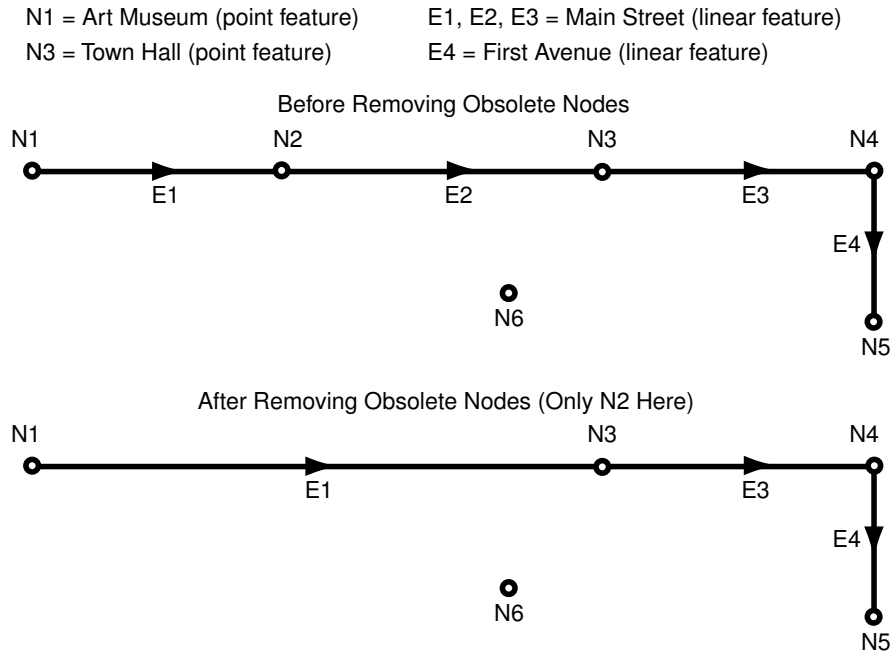 N1 = Art Museum (point feature) E1, E2, E3 = Main Street (linear feature)
N3 = Town Hall (point feature) E4 = First Avenue (linear feature)
Before Removing Obsolete Nodes
N1 N2 N3 N4
E1 E2 E3
E4
N6
N5
After Removing Obsolete Nodes (Only N2 Here)
N1 N3 N4
E1 E3
E4
N6
N5